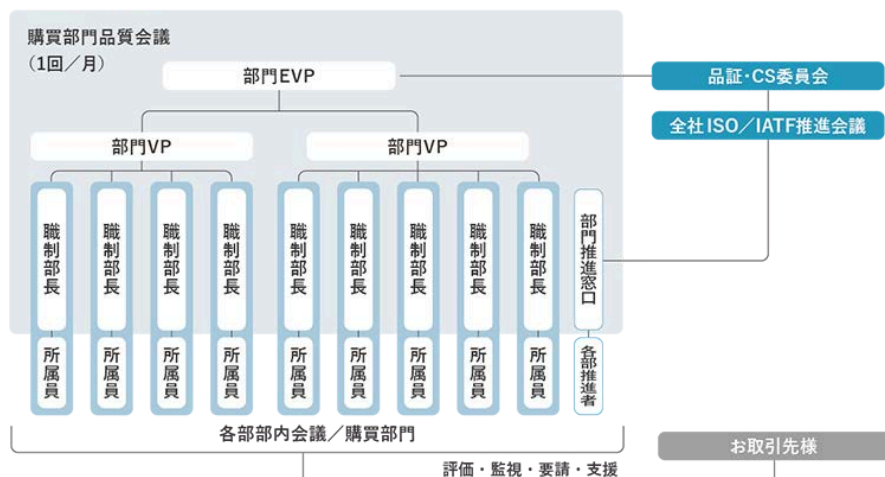 購買部門品質会議
（1回／月）
部門EVP
品証・CS委員会
全社ISO／IATF推進会議
部門VP
部門VP
職制部長
職制部長
職制部長
職制部長
職制部長
職制部長
職制部長
職制部長
部門推進窓口
所属員
所属員
所属員
所属員
所属員
所属員
所属員
所属員
各部推進者
各部部内会議／購買部門
お取引先様
評価・監視・要請・支援